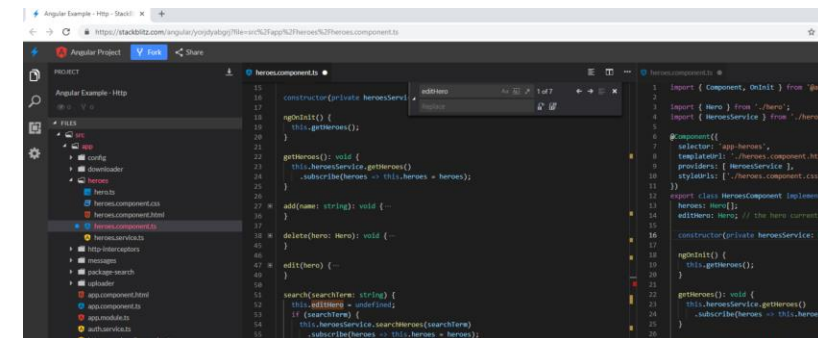 Angular Example - Http - StackBl
https://stackblitz.com/angular/yorjdyabgrj?file=src%2Fapp%2Fheroes%2Fheroes.component.ts
Angular Project
Fork
Share
PROJECT
Angular Example - Http
0 0
FILES
src
app
config
downloader
heroes
hero.ts
heroes.component.css
heroes.component.html
heroes.component.ts
heroes.service.ts
http-interceptors
messages
package-search
uploader
app.component.html
app.component.ts
app.module.ts
auth.service.ts
heroes.component.ts
editHero
1 of 7
Replace
15
16 constructor(private heroesServi
17
18 ngOnInit() {
19 this.getHeroes();
20 }
21
22 getHeroes(): void {
23 this.heroesService.getHeroes()
24 .subscribe(heroes => this.heroes = heroes);
25 }
26
27 add(name: string): void {…
36 }
37
38 delete(hero: Hero): void {…
45 }
46
47 edit(hero) {…
49 }
50
51 search(searchTerm: string) {
52 this.editHero = undefined;
53 if (searchTerm) {
54 this.heroesService.searchHeroes(searchTerm)
55 .subscribe(heroes => this.heroes = heroes);
heroes.component.ts
1 import { Component, OnInit } from '@a
2
3 import { Hero } from './hero';
4 import { HeroesService } from './hero
5
6 @Component({
7 selector: 'app-heroes',
8 templateUrl: './heroes.component.ht
9 providers: [ HeroesService ],
10 styleUrls: ['./heroes.component.css
11 })
12 export class HeroesComponent implemen
13 heroes: Hero[];
14 editHero: Hero; // the hero current
15
16 constructor(private heroesService:
17
18 ngOnInit() {
19 this.getHeroes();
20 }
21
22 getHeroes(): void {
23 this.heroesService.getHeroes()
24 .subscribe(heroes => this.heroe
25 }
26